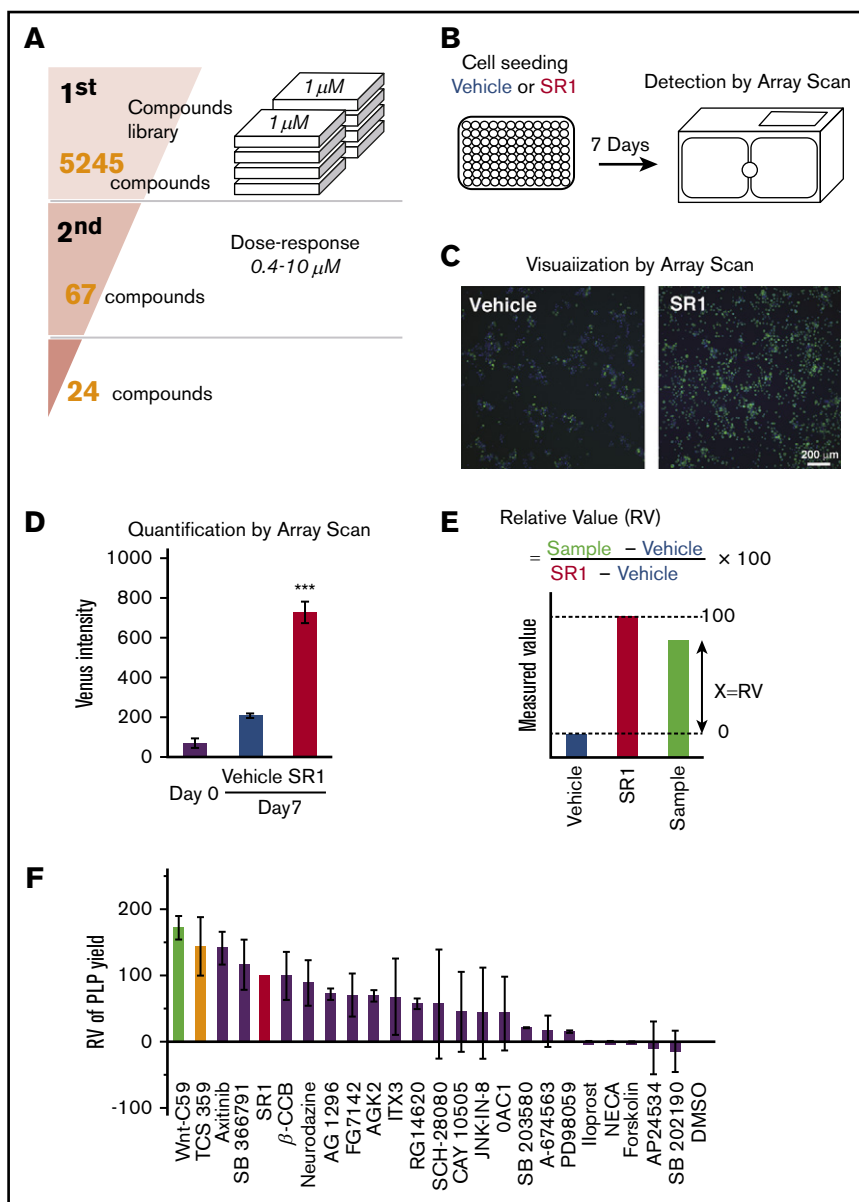 A
1st
Compounds
library
5245
compounds
1 μM
1 μM
2nd
Dose-response
0.4-10 μM
67 compounds
24 compounds
B
Cell seeding
Vehicle or SR1
7 Days
Detection by Array Scan
C
Visuaiization by Array Scan
Vehicle
SR1
200 μm
D
Quantification by Array Scan
Venus intensity
1000
800
600
400
200
0
***
Vehicle SR1
Day 0
Day7
E
Relative Value (RV)
= Sample – Vehicle × 100
SR1 – Vehicle
Measured value
100
X=RV
0
Vehicle
SR1
Sample
F
RV of PLP yield
200
100
0
-100
Wnt-C59
TCS 359
Axitinib
SB 366791
SR1
β-CCB
Neurodazine
AG 1296
FG7142
AGK2
ITX3
RG14620
SCH-28080
CAY 10505
JNK-IN-8
0AC1
SB 203580
A-674563
PD98059
Iloprost
NECA
Forskolin
AP24534
SB 202190
DMSO